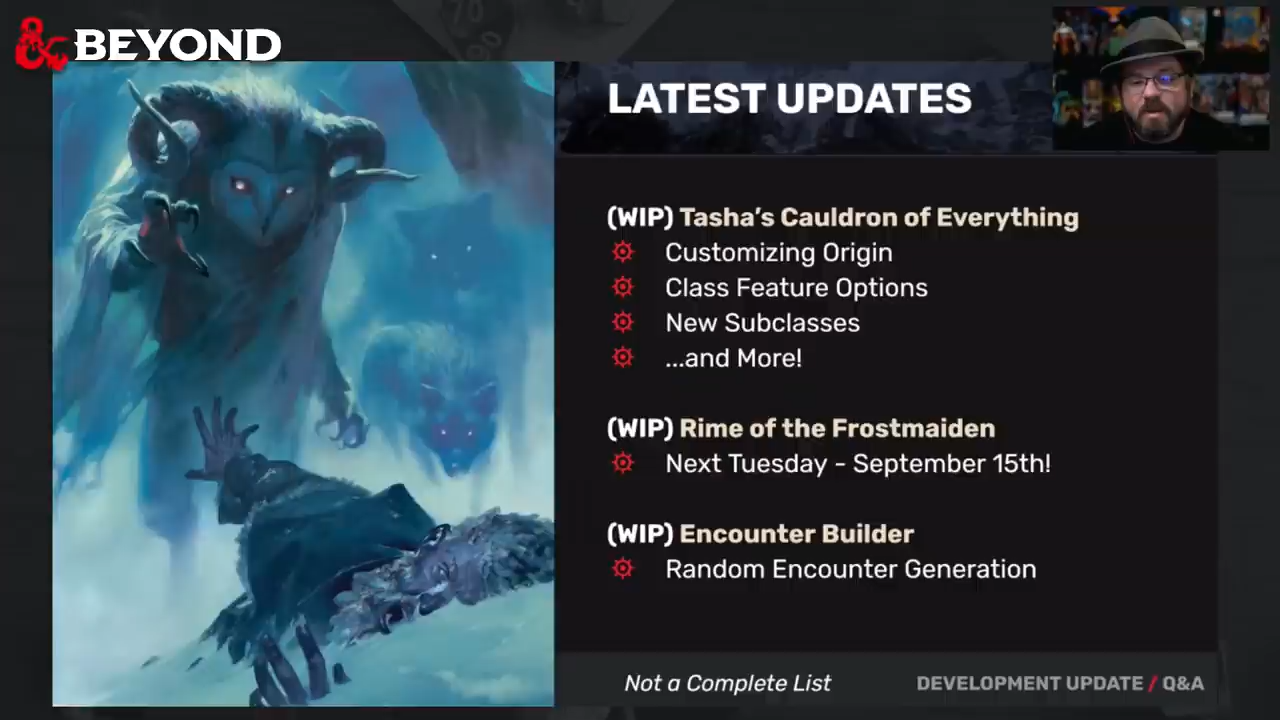 BEYOND
LATEST UPDATES
(WIP) Tasha's Cauldron of Everything
Customizing Origin
Class Feature Options
New Subclasses
...and More!
(WIP) Rime of the Frostmaiden
Next Tuesday - September 15th!
(WIP) Encounter Builder
Random Encounter Generation
Not a Complete List
DEVELOPMENT UPDATE / Q&A